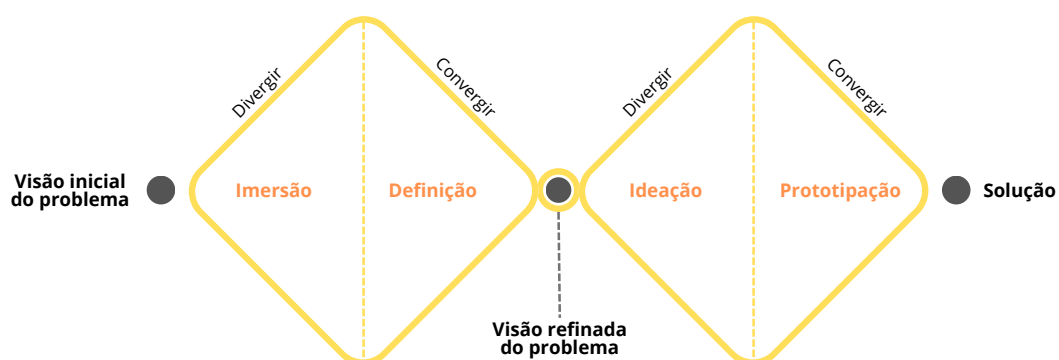 Divergir
Convergir
Divergir
Convergir
Visão inicial
do problema
Imersão
Definição
Ideação
Prototipação
Solução
Visão refinada
do problema